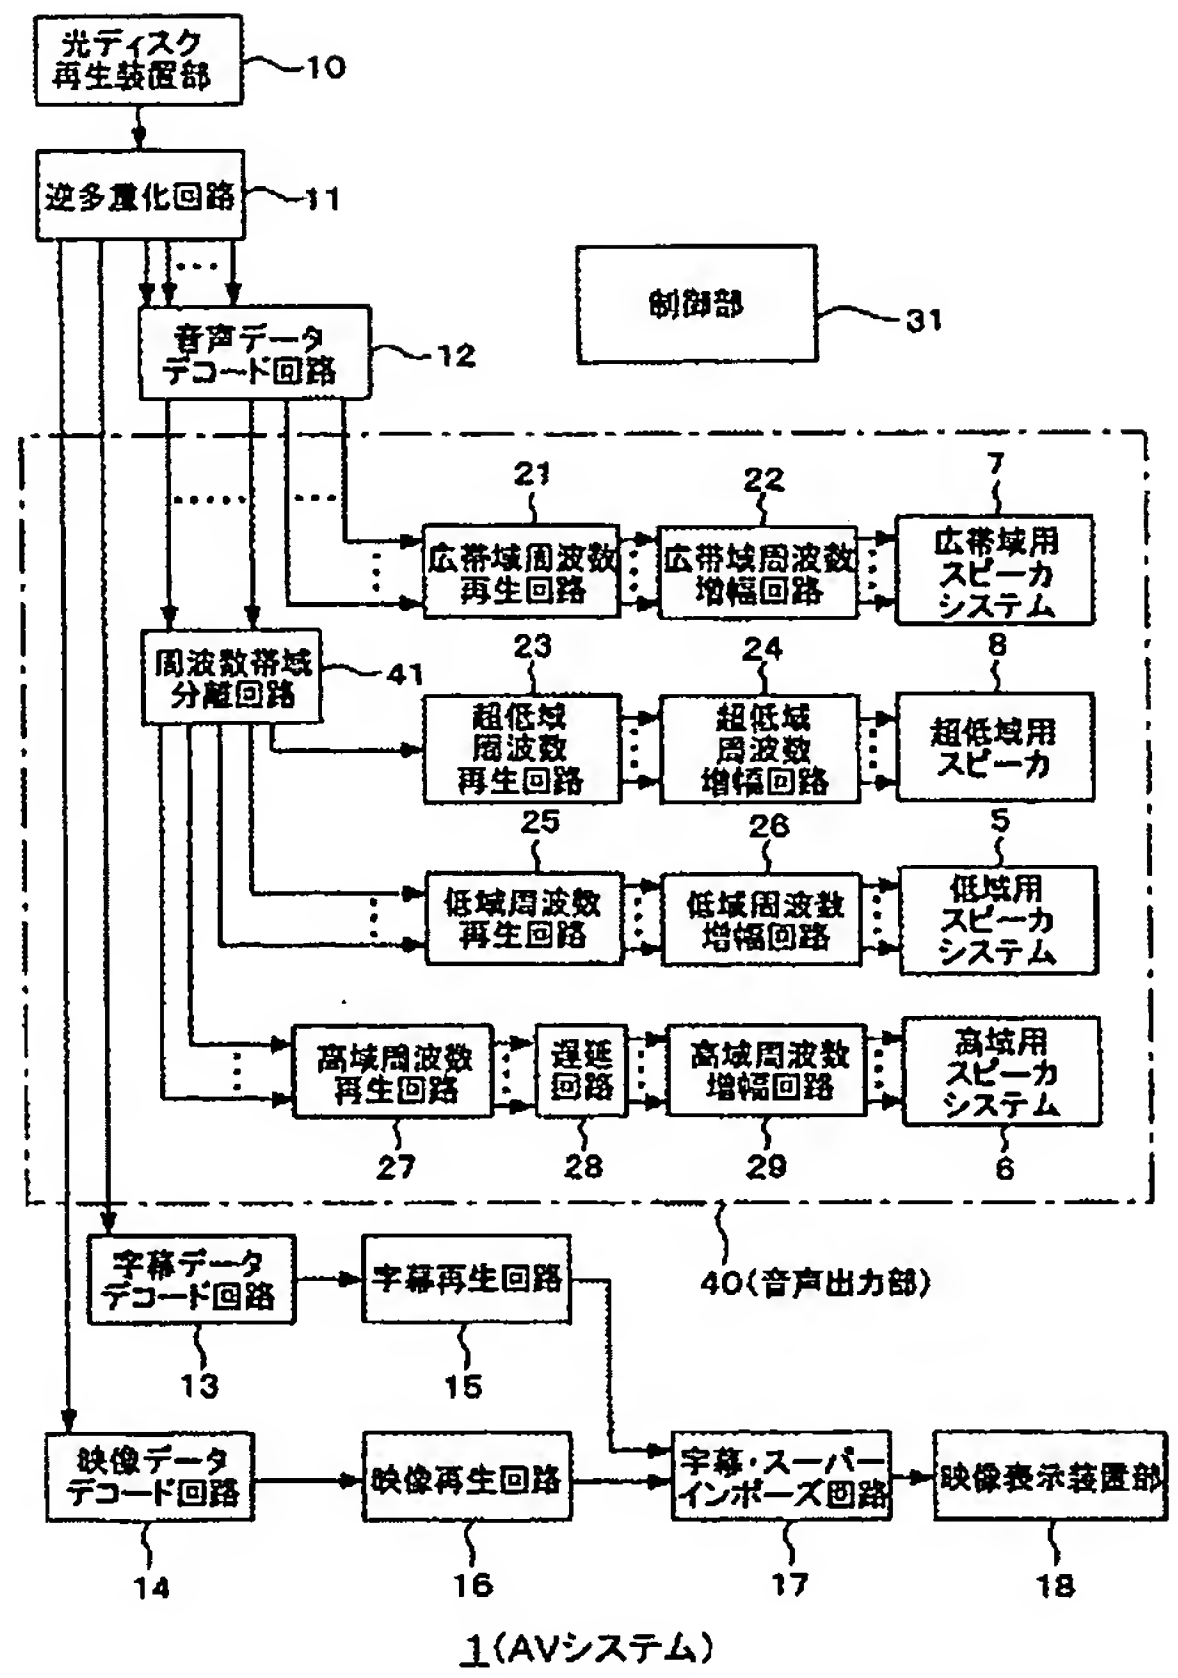 光ディスク
再生装置部
10
逆多重化回路
11
制御部
31
音声データ
デコード回路
12
21
広帯域周波数
再生回路
22
広帯域周波数
増幅回路
7
広帯域用
スピーカ
システム
周波数帯域
分離回路
41
23
超低域
周波数
再生回路
24
超低域
周波数
増幅回路
8
超低域用
スピーカ
25
低域周波数
再生回路
26
低域周波数
増幅回路
5
低域用
スピーカ
システム
高域周波数
再生回路
27
遅延
回路
28
高域周波数
増幅回路
29
高域用
スピーカ
システム
6
40(音声出力部)
字幕データ
デコード回路
13
字幕再生回路
15
映像データ
デコード回路
14
映像再生回路
16
字幕・スーパー
インポーズ回路
17
映像表示装置部
18
1(AVシステム)